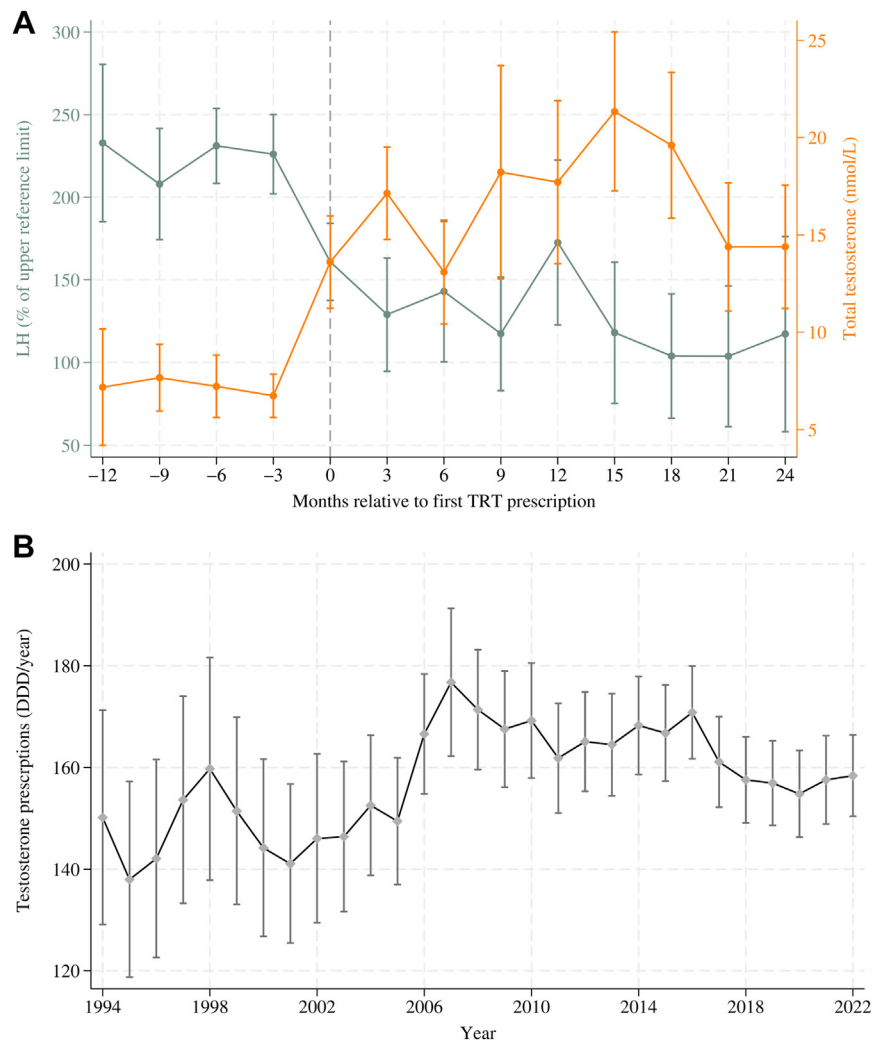 A
LH (% of upper reference limit)
300
250
200
150
100
50
Total testosterone (nmol/L)
25
20
15
10
5
−12 −9 −6 −3 0 3 6 9 12 15 18 21 24
Months relative to first TRT prescription
B
Testosterone prescrptions (DDD/year)
200
180
160
140
120
1994 1998 2002 2006 2010 2014 2018 2022
Year